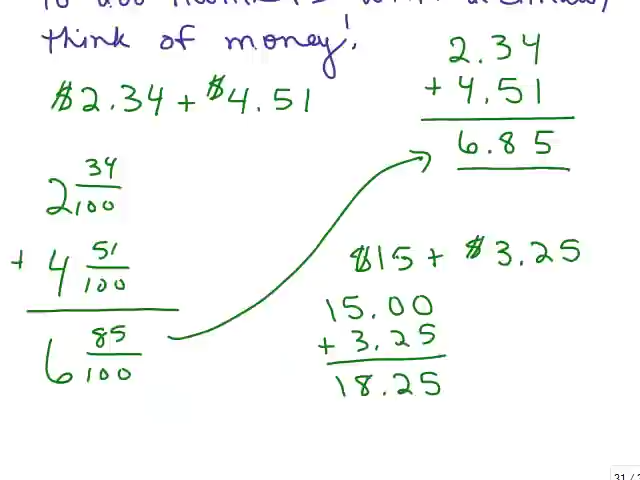 think of money!
$2.34 + $4.51
2 34/100
+ 4 51/100
6 85/100
2.34
+ 4.51
6.85
$15 + $3.25
15.00
+ 3.25
18.25